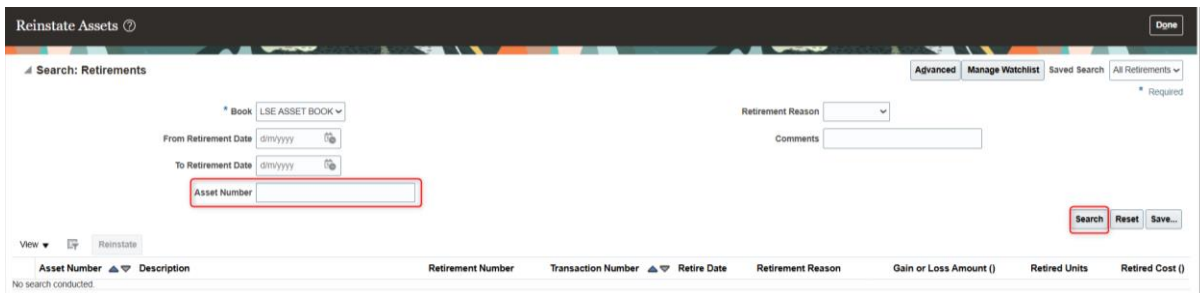 Reinstate Assets
Done
Search: Retirements
Advanced Manage Watchlist Saved Search All Retirements
* Required
* Book LSE ASSET BOOK
Retirement Reason
From Retirement Date d/m/yyyy
Comments
To Retirement Date d/m/yyyy
Asset Number
Search Reset Save...
View Reinstate
Asset Number Description Retirement Number Transaction Number Retire Date Retirement Reason Gain or Loss Amount () Retired Units Retired Cost ()
No search conducted.